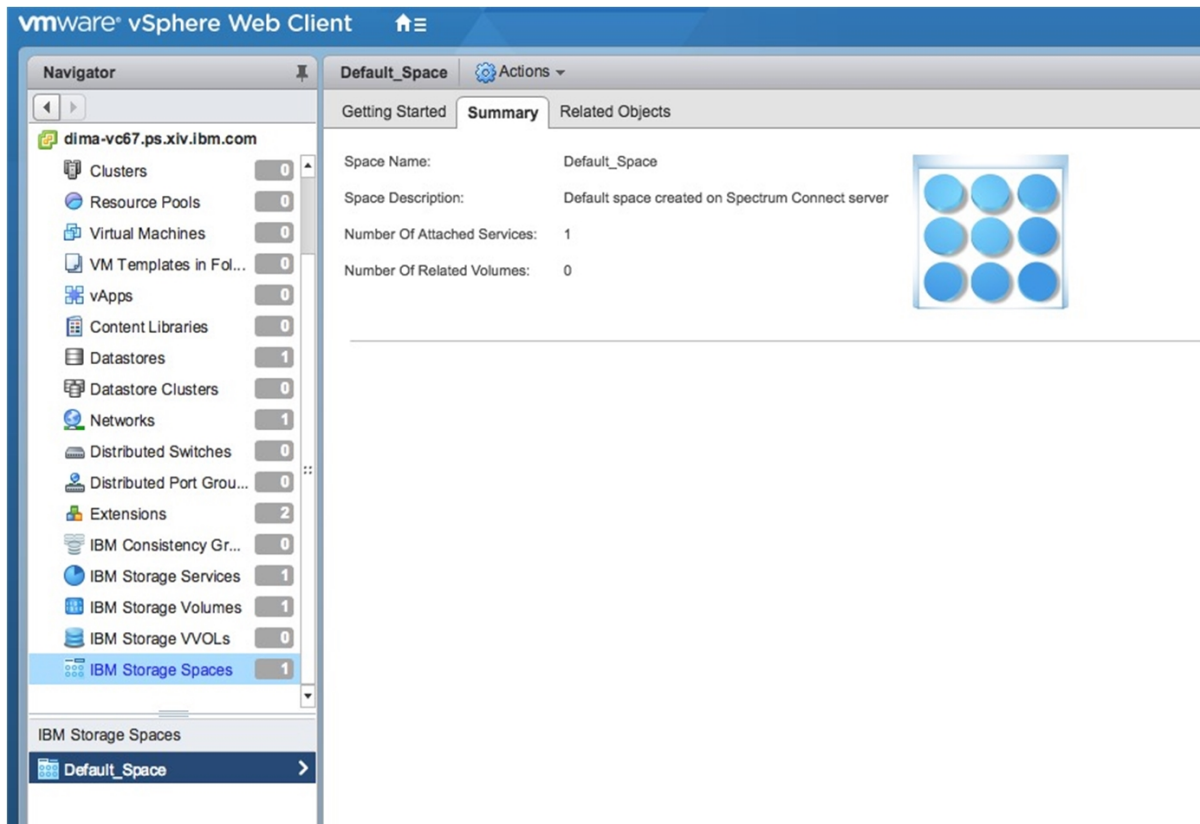 vmware® vSphere Web Client
Navigator
Default_Space Actions
Getting Started Summary Related Objects
dima-vc67.ps.xiv.ibm.com
Clusters 0
Resource Pools 0
Virtual Machines 0
VM Templates in Fol... 0
vApps 0
Content Libraries 0
Datastores 1
Datastore Clusters 0
Networks 1
Distributed Switches 0
Distributed Port Grou... 0
Extensions 2
IBM Consistency Gr... 0
IBM Storage Services 1
IBM Storage Volumes 1
IBM Storage VVOLs 0
IBM Storage Spaces 1
IBM Storage Spaces
Default_Space
Space Name: Default_Space
Space Description: Default space created on Spectrum Connect server
Number Of Attached Services: 1
Number Of Related Volumes: 0